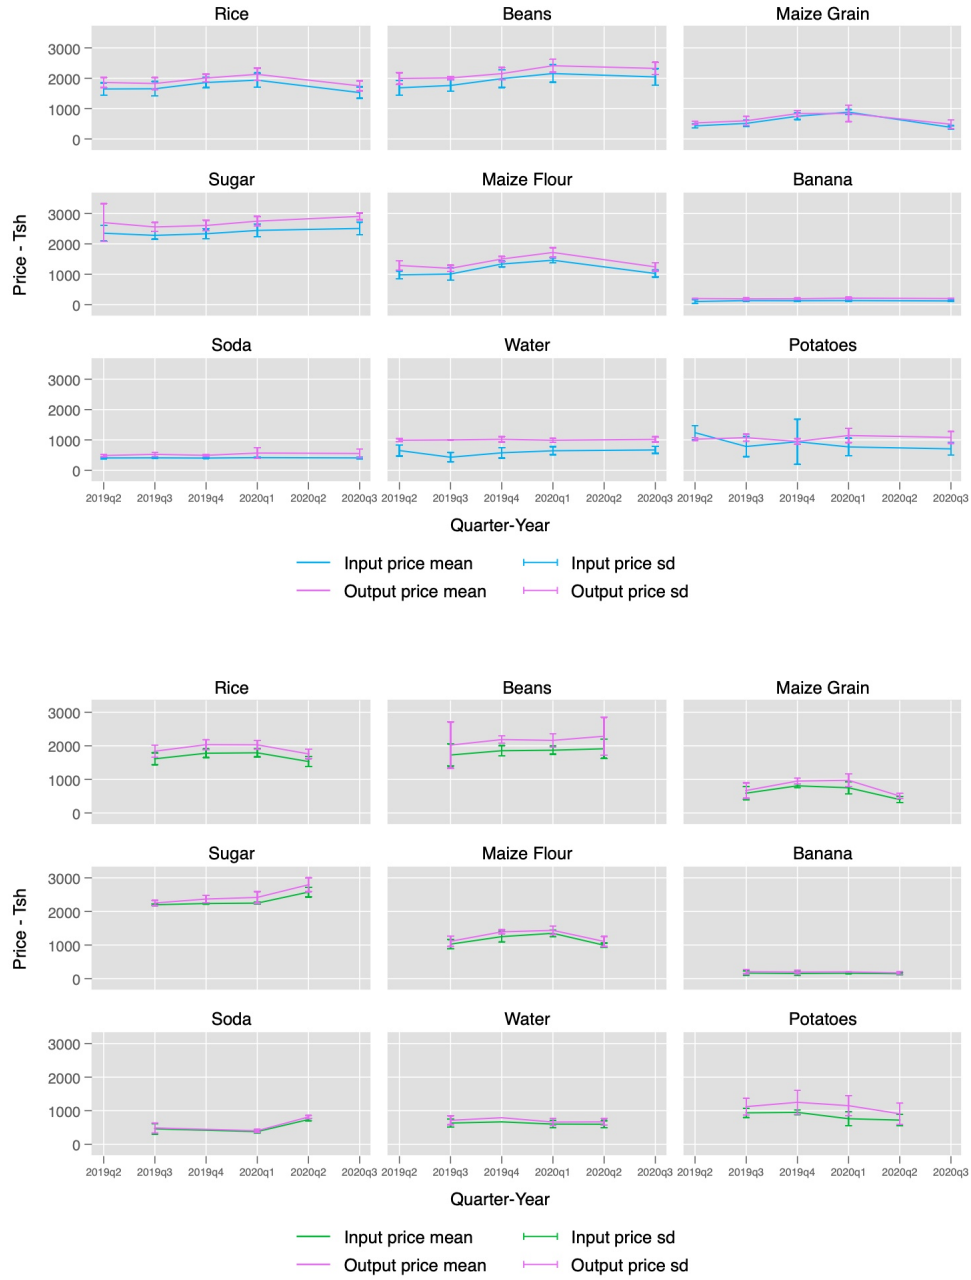 Rice Beans Maize Grain
3000
2000
1000
0
Sugar Maize Flour Banana
3000
2000
1000
0
Price - Tsh
Soda Water Potatoes
3000
2000
1000
0
2019q2 2019q3 2019q4 2020q1 2020q2 2020q3 2019q2 2019q3 2019q4 2020q1 2020q2 2020q3 2019q2 2019q3 2019q4 2020q1 2020q2 2020q3
Quarter-Year
Input price mean Input price sd
Output price mean Output price sd
Rice Beans Maize Grain
3000
2000
1000
0
Sugar Maize Flour Banana
3000
2000
1000
0
Price - Tsh
Soda Water Potatoes
3000
2000
1000
0
2019q2 2019q3 2019q4 2020q1 2020q2 2020q3 2019q2 2019q3 2019q4 2020q1 2020q2 2020q3 2019q2 2019q3 2019q4 2020q1 2020q2 2020q3
Quarter-Year
Input price mean Input price sd
Output price mean Output price sd